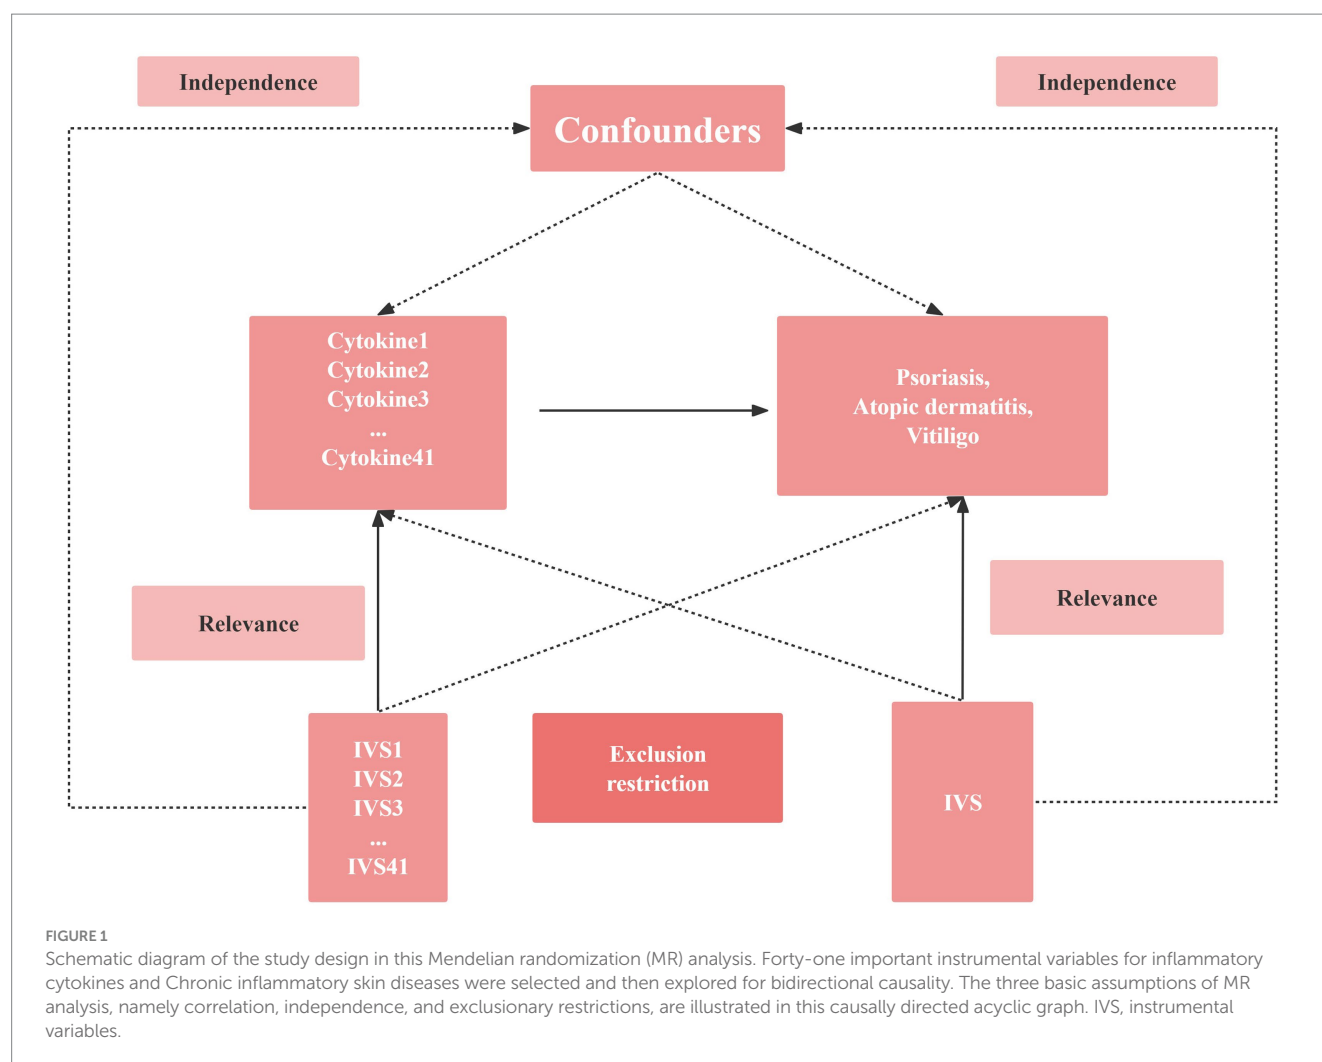 Independence
Independence
Confounders
Cytokine1
Cytokine2
Cytokine3
...
Cytokine41
Psoriasis,
Atopic dermatitis,
Vitiligo
Relevance
Relevance
IVS1
IVS2
IVS3
...
IVS41
Exclusion
restriction
IVS
FIGURE 1
Schematic diagram of the study design in this Mendelian randomization (MR) analysis. Forty-one important instrumental variables for inflammatory
cytokines and Chronic inflammatory skin diseases were selected and then explored for bidirectional causality. The three basic assumptions of MR
analysis, namely correlation, independence, and exclusionary restrictions, are illustrated in this causally directed acyclic graph. IVS, instrumental
variables.